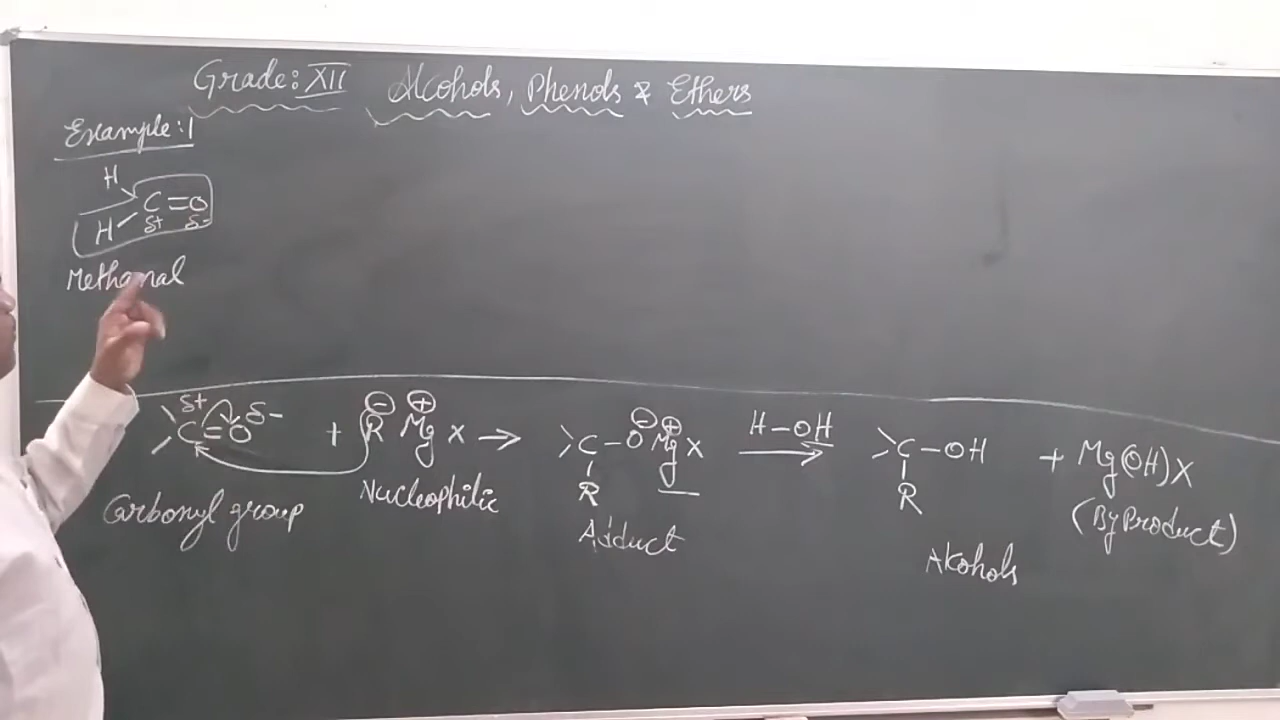 Grade: XII Alcohols, Phenols & Ethers
Example: 1
H
C = O
H δ+ δ-
Methanal
δ+ δ-
C = O + R⊖ Mg⊕ X → C - O⊖ Mg⊕ X H-OH → C - OH + Mg(OH)X
R R
Carbonyl group Nucleophilic Adduct Alcohols (By Product)